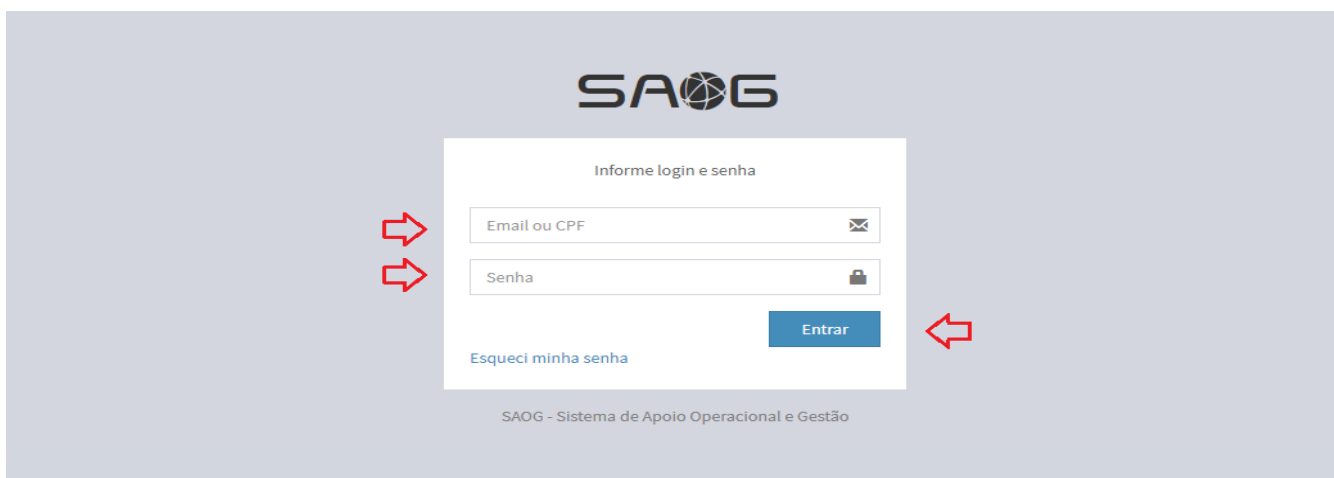 SAOG
Informe login e senha
Email ou CPF
Senha
Entrar
Esqueci minha senha
SAOG - Sistema de Apoio Operacional e Gestão